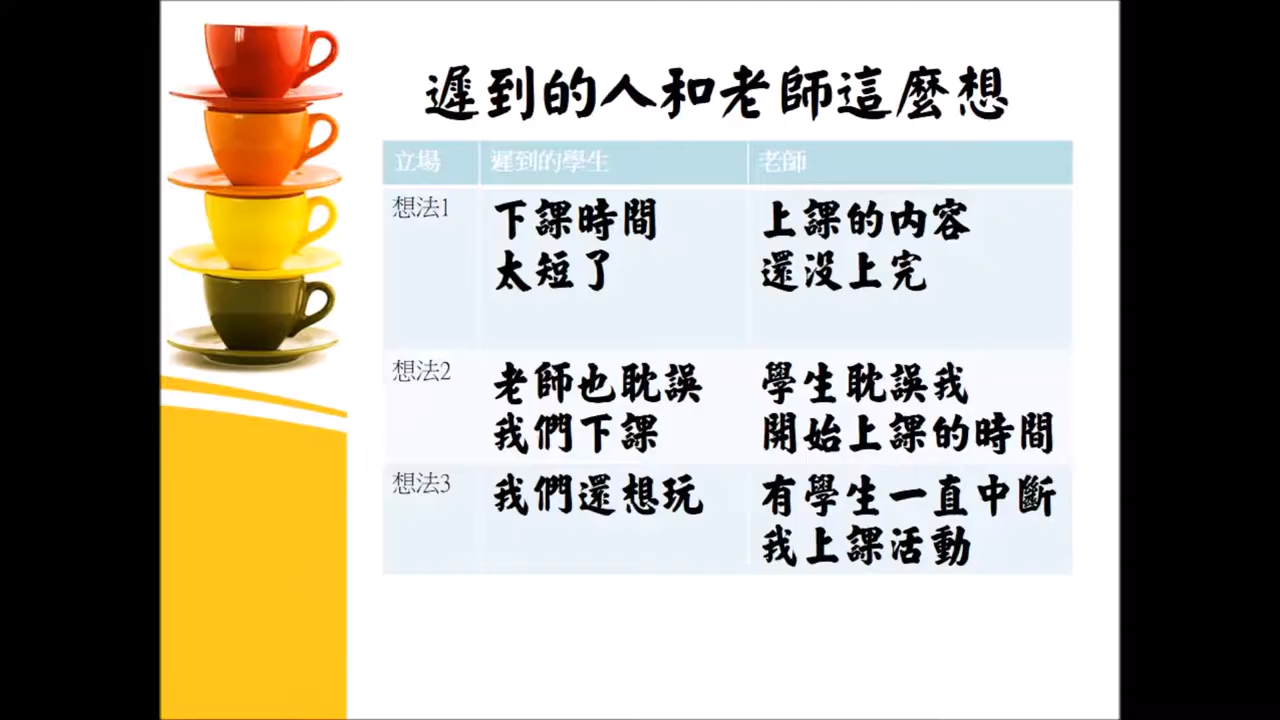 遲到的人和老師這麼想
立場 遲到的學生 老師
想法1 下課時間 上課的內容
太短了 還沒上完
想法2 老師也耽誤 學生耽誤我
我們下課 開始上課的時間
想法3 我們還想玩 有學生一直中斷
我上課活動